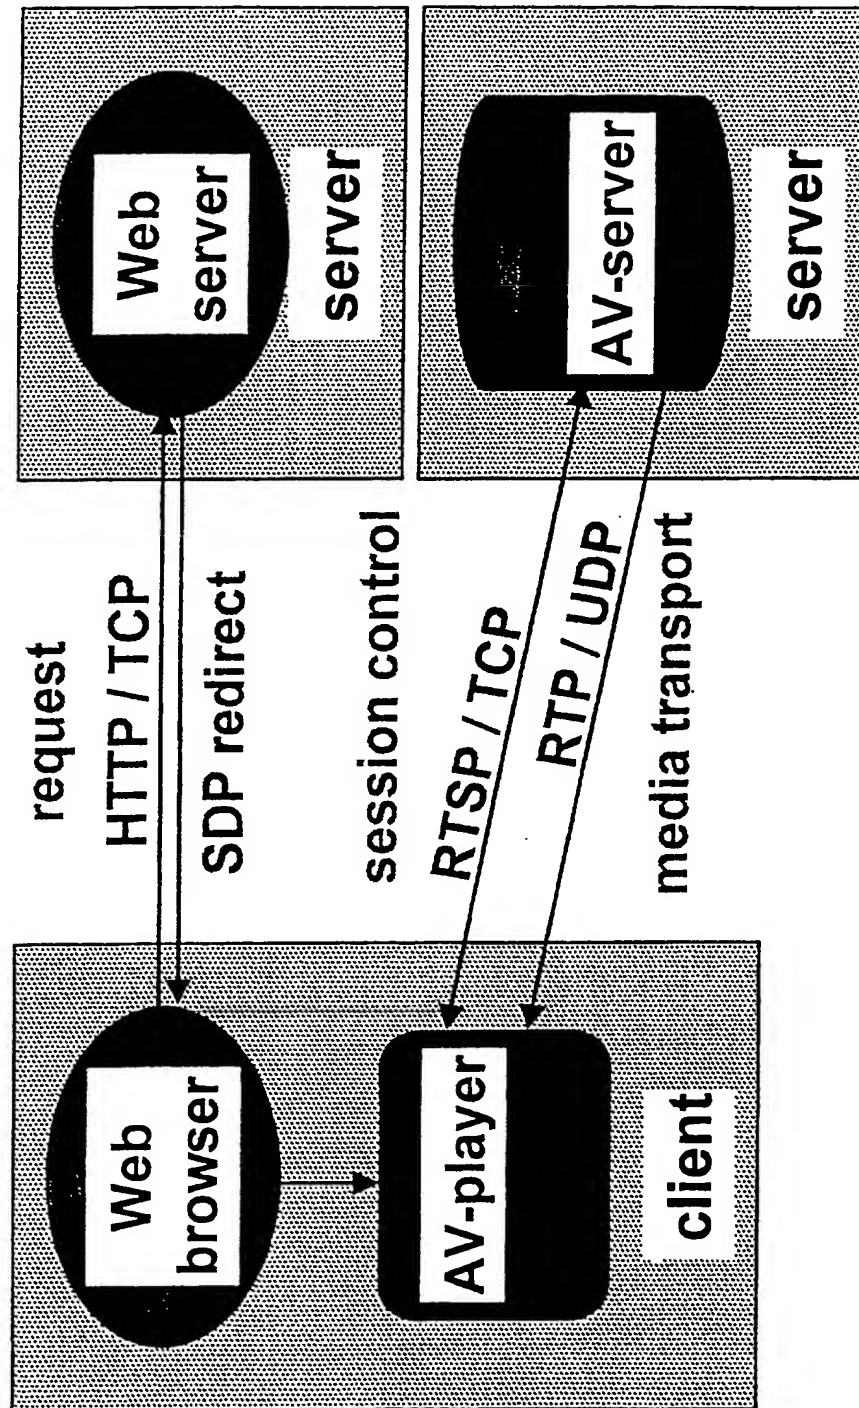 Web
browser
AV-player
client
request
HTTP / TCP
SDP redirect
session control
RTSP / TCP
RTP / UDP
media transport
Web
server
server
AV-server
server